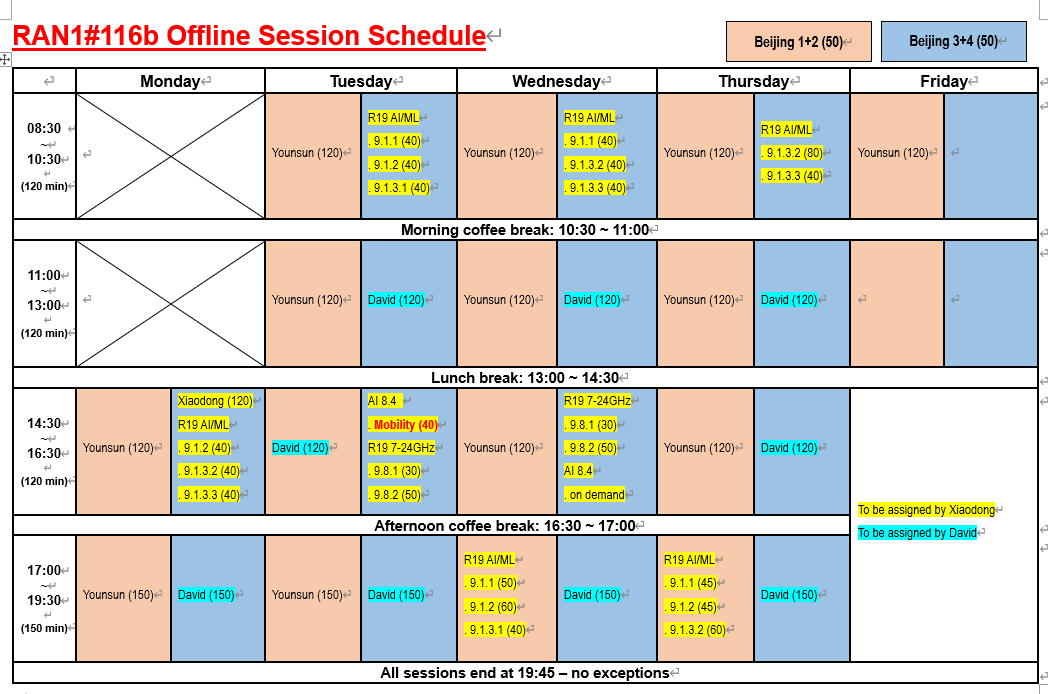 RAN1#116b Offline Session Schedule
Beijing 1+2 (50)
Beijing 3+4 (50)
Monday
Tuesday
Wednesday
Thursday
Friday
08:30
~
10:30
(120 min)
Younsun (120)
R19 AI/ML
. 9.1.1 (40)
. 9.1.2 (40)
. 9.1.3.1 (40)
Younsun (120)
R19 AI/ML
. 9.1.1 (40)
. 9.1.3.2 (40)
. 9.1.3.3 (40)
Younsun (120)
R19 AI/ML
. 9.1.3.2 (80)
. 9.1.3.3 (40)
Younsun (120)
Morning coffee break: 10:30 ~ 11:00
11:00
~
13:00
(120 min)
Younsun (120)
David (120)
Younsun (120)
David (120)
Younsun (120)
David (120)
Lunch break: 13:00 ~ 14:30
14:30
~
16:30
(120 min)
Younsun (120)
Xiaodong (120)
R19 AI/ML
. 9.1.2 (40)
. 9.1.3.2 (40)
. 9.1.3.3 (40)
David (120)
AI 8.4
. Mobility (40)
R19 7-24GHz
. 9.8.1 (30)
. 9.8.2 (50)
Younsun (120)
R19 7-24GHz
. 9.8.1 (30)
. 9.8.2 (50)
AI 8.4
. on demand
Younsun (120)
David (120)
To be assigned by Xiaodong
To be assigned by David
Afternoon coffee break: 16:30 ~ 17:00
17:00
~
19:30
(150 min)
Younsun (150)
David (150)
Younsun (150)
David (150)
R19 AI/ML
. 9.1.1 (50)
. 9.1.2 (60)
. 9.1.3.1 (40)
David (150)
R19 AI/ML
. 9.1.1 (45)
. 9.1.2 (45)
. 9.1.3.2 (60)
David (150)
All sessions end at 19:45 – no exceptions